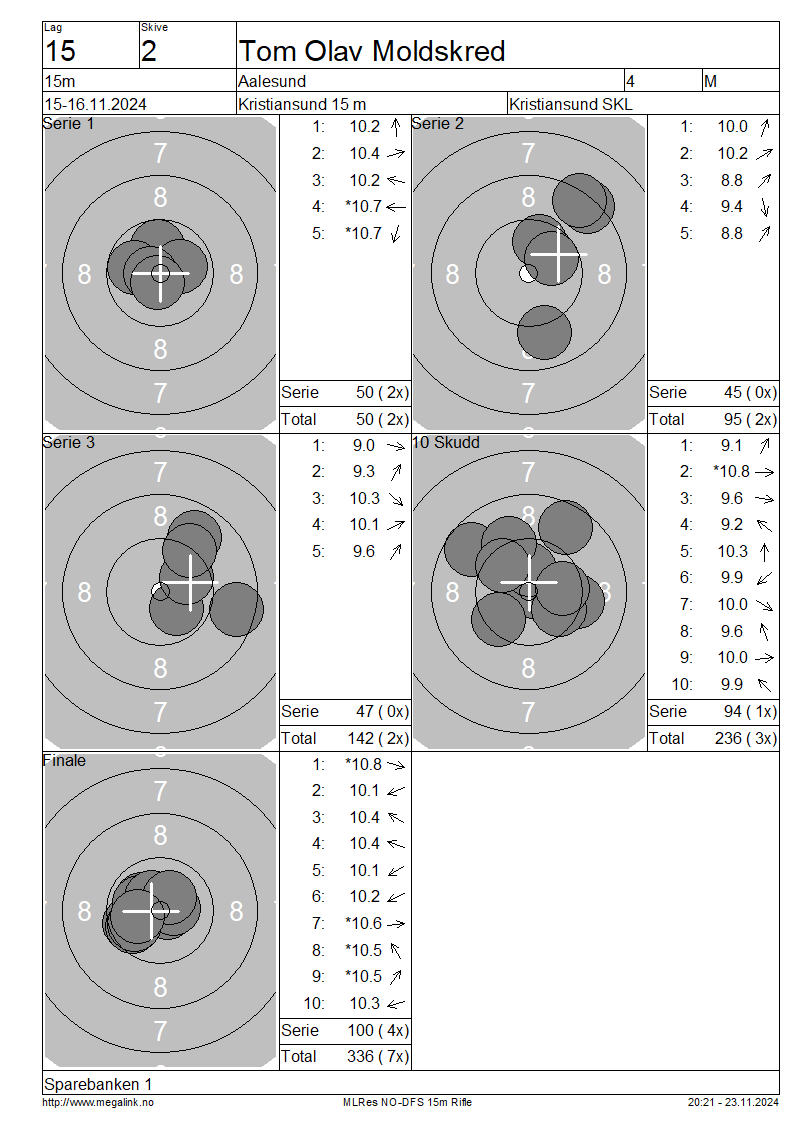 Lag
15
Skive
2
Tom Olav Moldskred
15m
Aalesund
4
M
15-16.11.2024
Kristiansund 15 m
Kristiansund SKL
Serie 1
7
8
8
8
8
7
1: 10.2
2: 10.4
3: 10.2
4: *10.7
5: *10.7
Serie 50 ( 2x)
Total 50 ( 2x)
Serie 2
7
8
8
8
8
7
1: 10.0
2: 10.2
3: 8.8
4: 9.4
5: 8.8
Serie 45 ( 0x)
Total 95 ( 2x)
Serie 3
7
8
8
8
7
1: 9.0
2: 9.3
3: 10.3
4: 10.1
5: 9.6
Serie 47 ( 0x)
Total 142 ( 2x)
10 Skudd
7
8
8
8
8
7
1: 9.1
2: *10.8
3: 9.6
4: 9.2
5: 10.3
6: 9.9
7: 10.0
8: 9.6
9: 10.0
10: 9.9
Serie 94 ( 1x)
Total 236 ( 3x)
Finale
7
8
8
8
8
7
1: *10.8
2: 10.1
3: 10.4
4: 10.4
5: 10.1
6: 10.2
7: *10.6
8: *10.5
9: *10.5
10: 10.3
Serie 100 ( 4x)
Total 336 ( 7x)
Sparebanken 1
http://www.megalink.no
MLRes NO-DFS 15m Rifle
20:21 - 23.11.2024